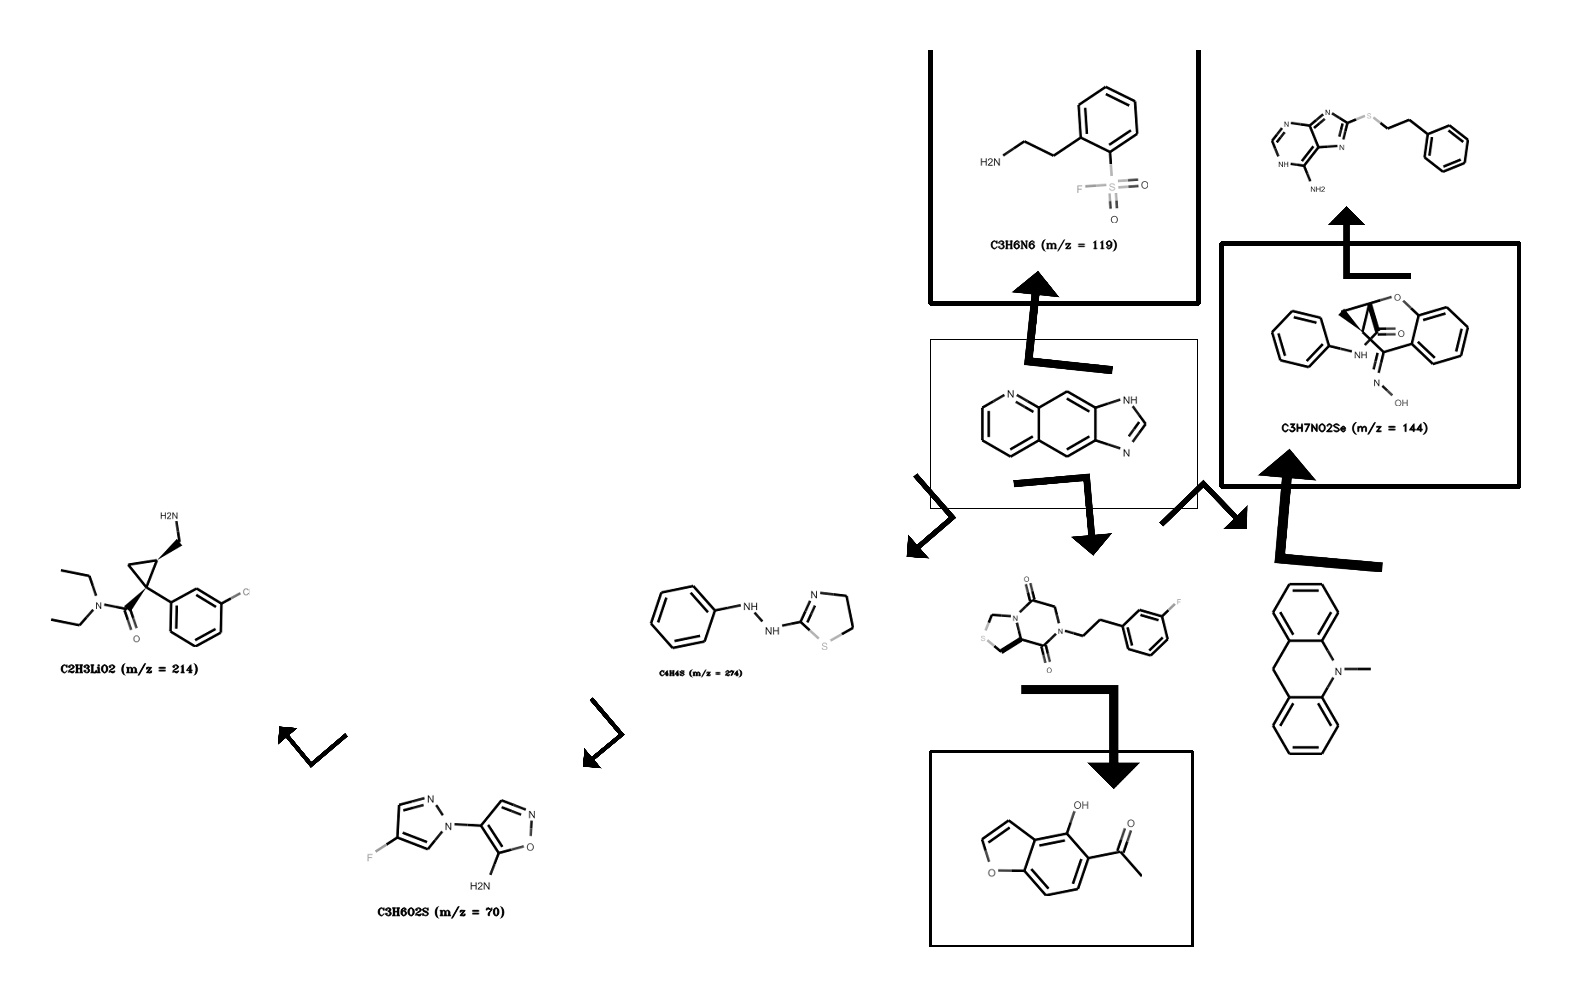 H2N
F
S
O
O
C3H6N6 (m/z = 119)
N
N
N
N
NH
NH2
S
O
O
NH
N
OH
C3H7NO2Se (m/z = 144)
N
NH
N
H2N
N
O
C
C2H3LiO2 (m/z = 214)
NH
NH
N
S
C4H4S (m/z = 274)
O
N
S
N
O
F
N
N
N
F
N
O
H2N
C3H6O2S (m/z = 70)
OH
O
O